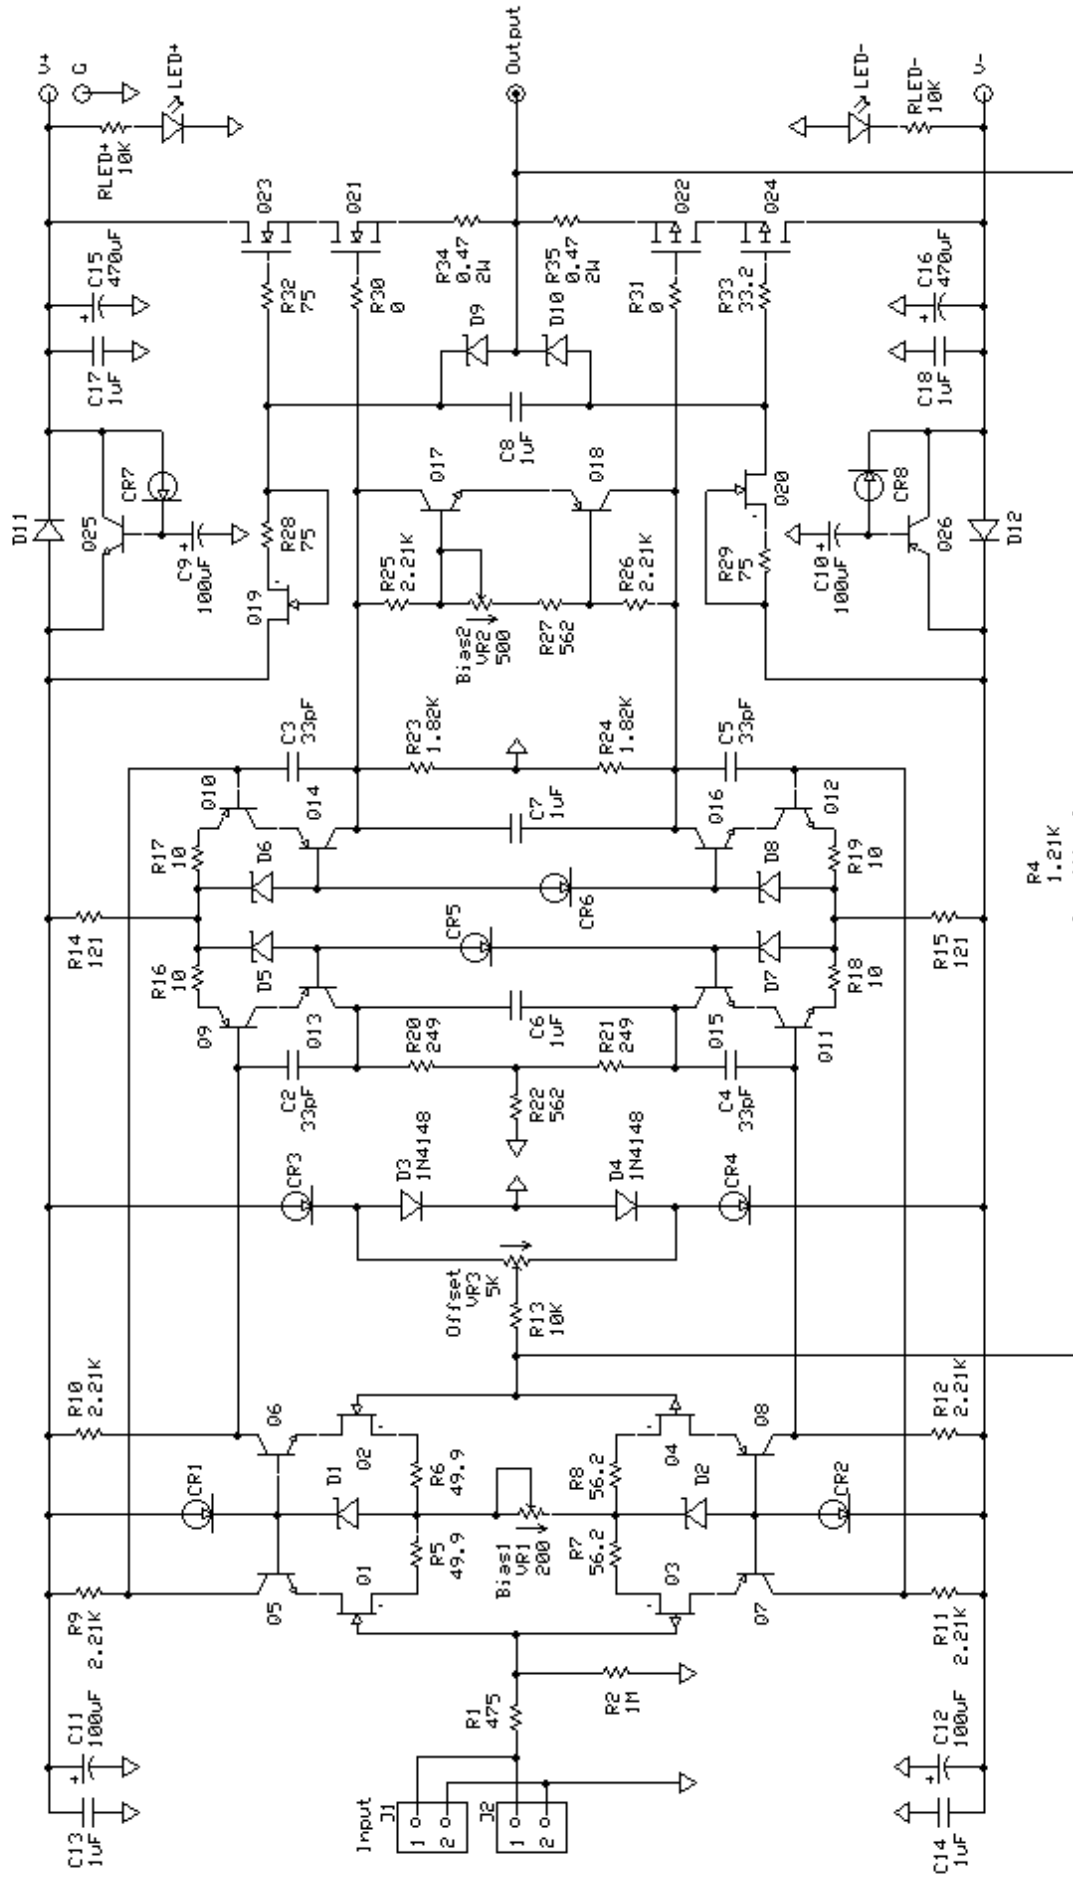 V+
G
LED+
RLED+
10K
Output
LED-
RLED-
10K
V-
C15
470uF
C17
1uF
Q23
Q21
R32
75
R30
0
R34
0.47
2W
R35
0.47
2W
R31
0
R33
33.2
Q22
Q24
C16
470uF
C18
1uF
D9
D10
C8
1uF
D11
Q25
CR7
C9
100uF
Q19
R28
75
Q17
Q18
R25
2.21K
R26
2.21K
Bias2
VR2
500
R27
562
Q20
R29
75
CR8
C10
100uF
Q26
D12
C3
33pF
R23
1.82K
R24
1.82K
C5
33pF
Q10
Q14
C7
1uF
Q16
Q12
R17
10
D6
CR6
D8
R19
10
R14
121
CR5
R15
121
R16
10
D5
D7
R18
10
Q9
Q13
C6
1uF
Q15
Q11
C2
33pF
R20
249
R21
249
C4
33pF
R22
562
CR3
D3
1N4148
D4
1N4148
CR4
Offset
VR3
5K
R13
10K
R4
1.21K
R10
2.21K
Q6
Q2
R6
49.9
R8
56.2
Q4
Q8
R12
2.21K
CR1
D1
D2
CR2
Bias1
VR1
200
R9
2.21K
Q5
Q1
R5
49.9
R7
56.2
Q3
Q7
R11
2.21K
R1
475
R2
1M
C11
100uF
C13
1uF
C12
100uF
C14
1uF
Input
J1
1
2
J2
1
2